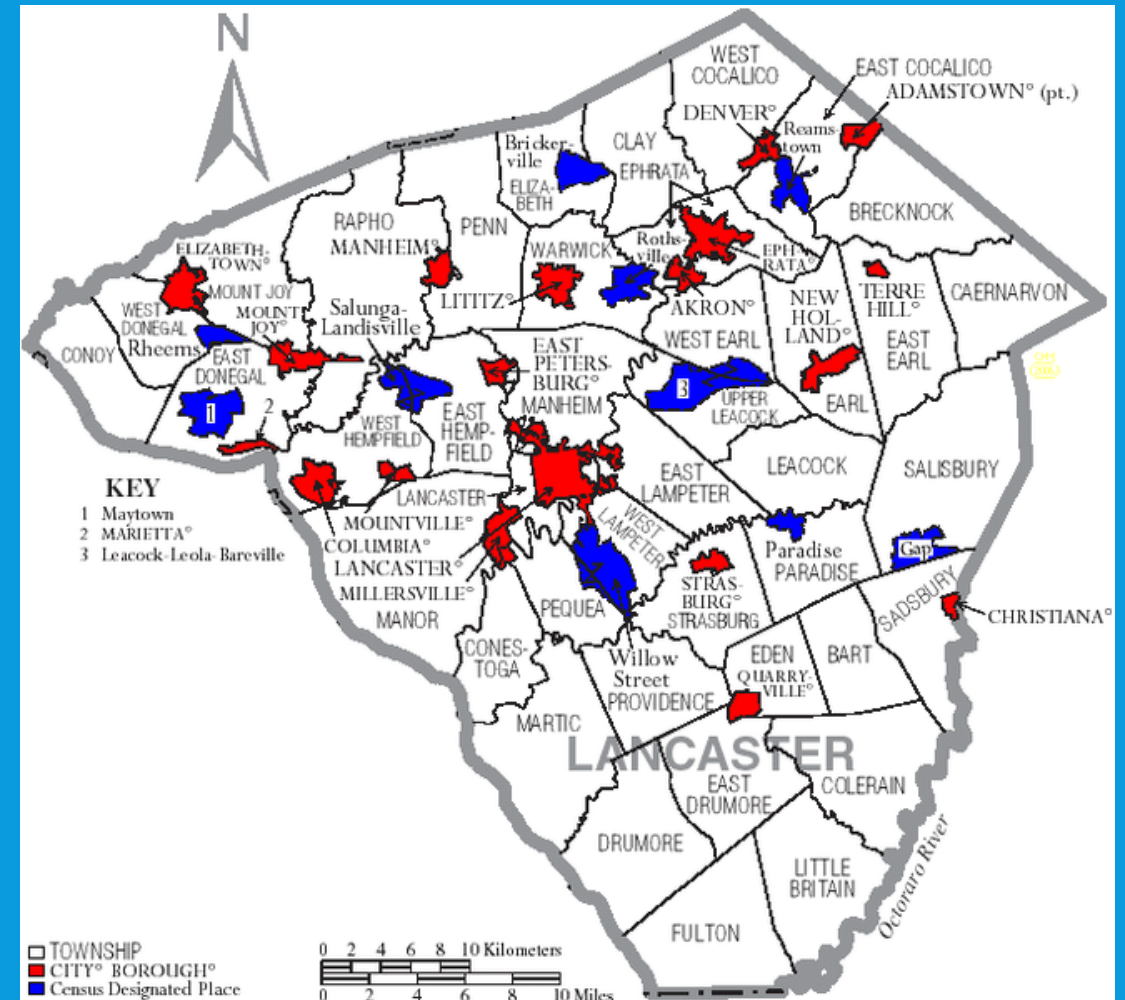 N
WEST
COCALICO
EAST COCALICO
ADAMSTOWN° (pt.)
DENVER°
Reams-
town
Bricker-
ville
CLAY
EPHRATA
ELIZA-
BETH
BRECKNOCK
RAPHO
MANHEIM°
PENN
WARWICK
Roths-
ville
EPH-
RATA°
ELIZABETH-
TOWN°
MOUNT JOY
LITITZ°
AKRON°
NEW
HOL-
LAND°
TERRE
HILL°
CAERNARVON
WEST
DONEGAL
Rheems
MOUNT
JOY°
Salunga-
Landisville
CONOY
EAST
DONEGAL
EAST
PETERS-
BURG°
MANHEIM
WEST EARL
EAST
EARL
3
UPPER
LEACOCK
EARL
1
2
WEST
HEMPFIELD
EAST
HEMP-
FIELD
LEACOCK
SALISBURY
EAST
LAMPETER
KEY
1 Maytown
2 MARIETTA°
3 Leacock-Leola-Bareville
LANCASTER
MOUNTVILLE°
COLUMBIA°
LANCASTER°
MILLERSVILLE°
WEST
LAMPETER
Paradise
PARADISE
Gap
STRAS-
BURG°
STRASBURG
SADSBURY
CHRISTIANA°
MANOR
PEQUEA
CONES-
TOGA
Willow
Street
PROVIDENCE
EDEN
QUARRY-
VILLE°
BART
MARTIC
LANCASTER
EAST
DRUMORE
COLERAIN
DRUMORE
LITTLE
BRITAIN
Octoraro River
FULTON
TOWNSHIP
CITY° BOROUGH°
Census Designated Place
0 2 4 6 8 10 Kilometers
0 2 4 6 8 10 Miles